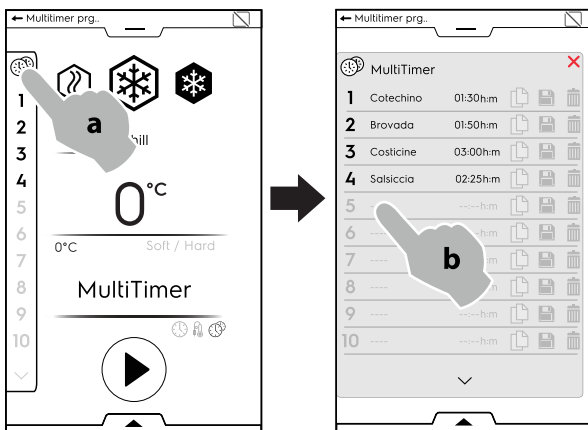 Multitimer prg..
1
2
3
4
5
6
7
8
9
10
a
hill
0°C
0°C Soft / Hard
MultiTimer
Multitimer prg..
MultiTimer
1 Cotechino 01:30h:m
2 Brovada 01:50h:m
3 Costicine 03:00h:m
4 Salsiccia 02:25h:m
5 --:--h:m
6 --:--h:m
7 ---- --:--h:m
8 ---- --:--h:m
9 ---- --:--h:m
10 ---- --:--h:m
b